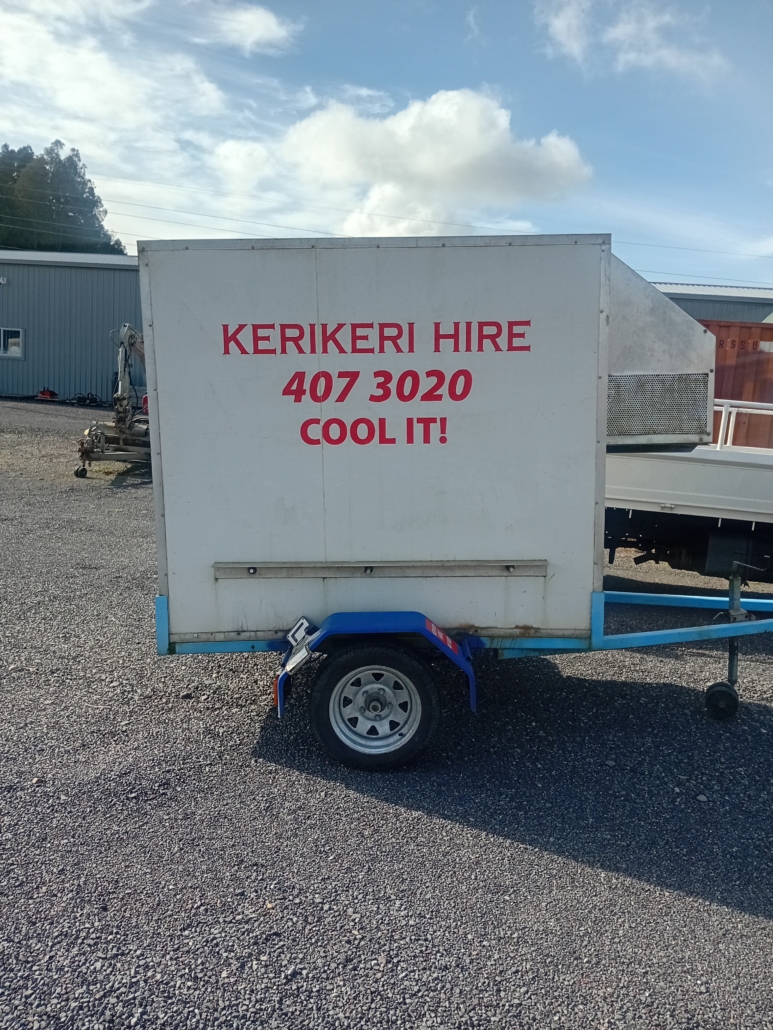 KERIKERI HIRE
407 3020
COOL IT!